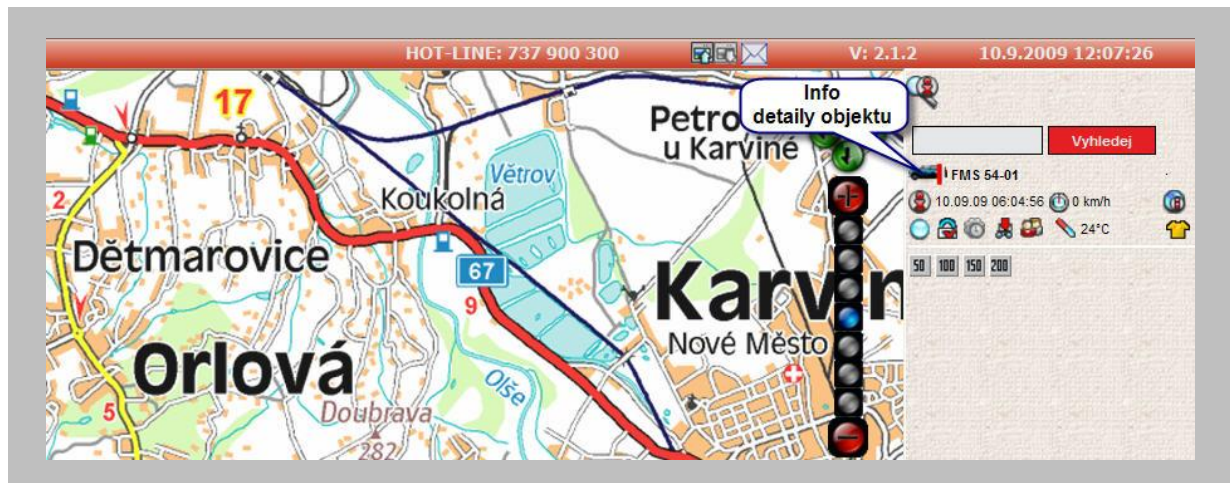 HOT-LINE: 737 900 300
V: 2.1.2
10.9.2009 12:07:26
Info
detaily objektu
Vyhledej
FMS 54-01
10.09.09 06:04:56
0 km/h
24°C
50 100 150 200
17
Petro
u Karviné
Větrov
Koukolná
2
Dětmarovice
67
9
Karv n
Nové Město
Orlová
Olše
5
Doubrava
282